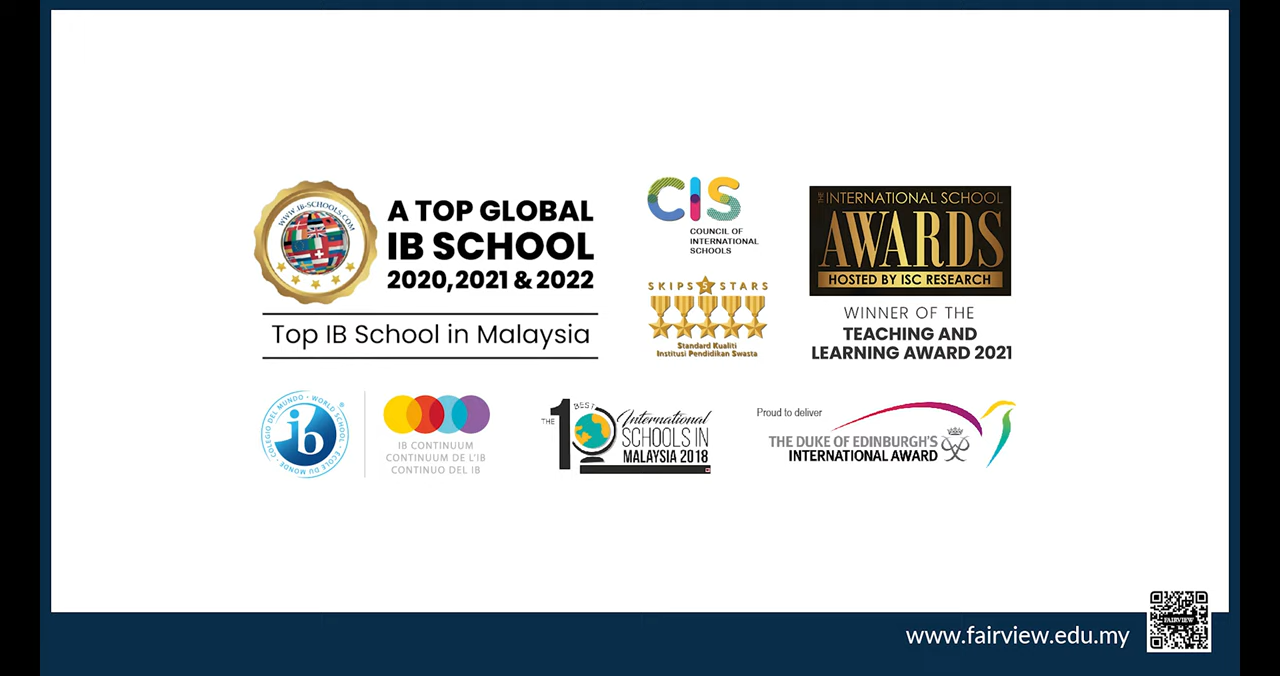 WWW.IB-SCHOOLS.COM
A TOP GLOBAL
IB SCHOOL
2020, 2021 & 2022
Top IB School in Malaysia
CIS
COUNCIL OF
INTERNATIONAL
SCHOOLS
SKIPS 5 STARS
Standard Kualiti
Institusi Pendidikan Swasta
THE INTERNATIONAL SCHOOL
AWARDS
HOSTED BY ISC RESEARCH
WINNER OF THE
TEACHING AND
LEARNING AWARD 2021
ib
WORLD SCHOOL · ECOLE DU MONDE · COLEGIO DEL MUNDO ·
IB CONTINUUM
CONTINUUM DE L'IB
CONTINUO DEL IB
THE 10 BEST
International
SCHOOLS IN
MALAYSIA 2018
Proud to deliver
THE DUKE OF EDINBURGH'S
INTERNATIONAL AWARD
www.fairview.edu.my
FAIRVIEW